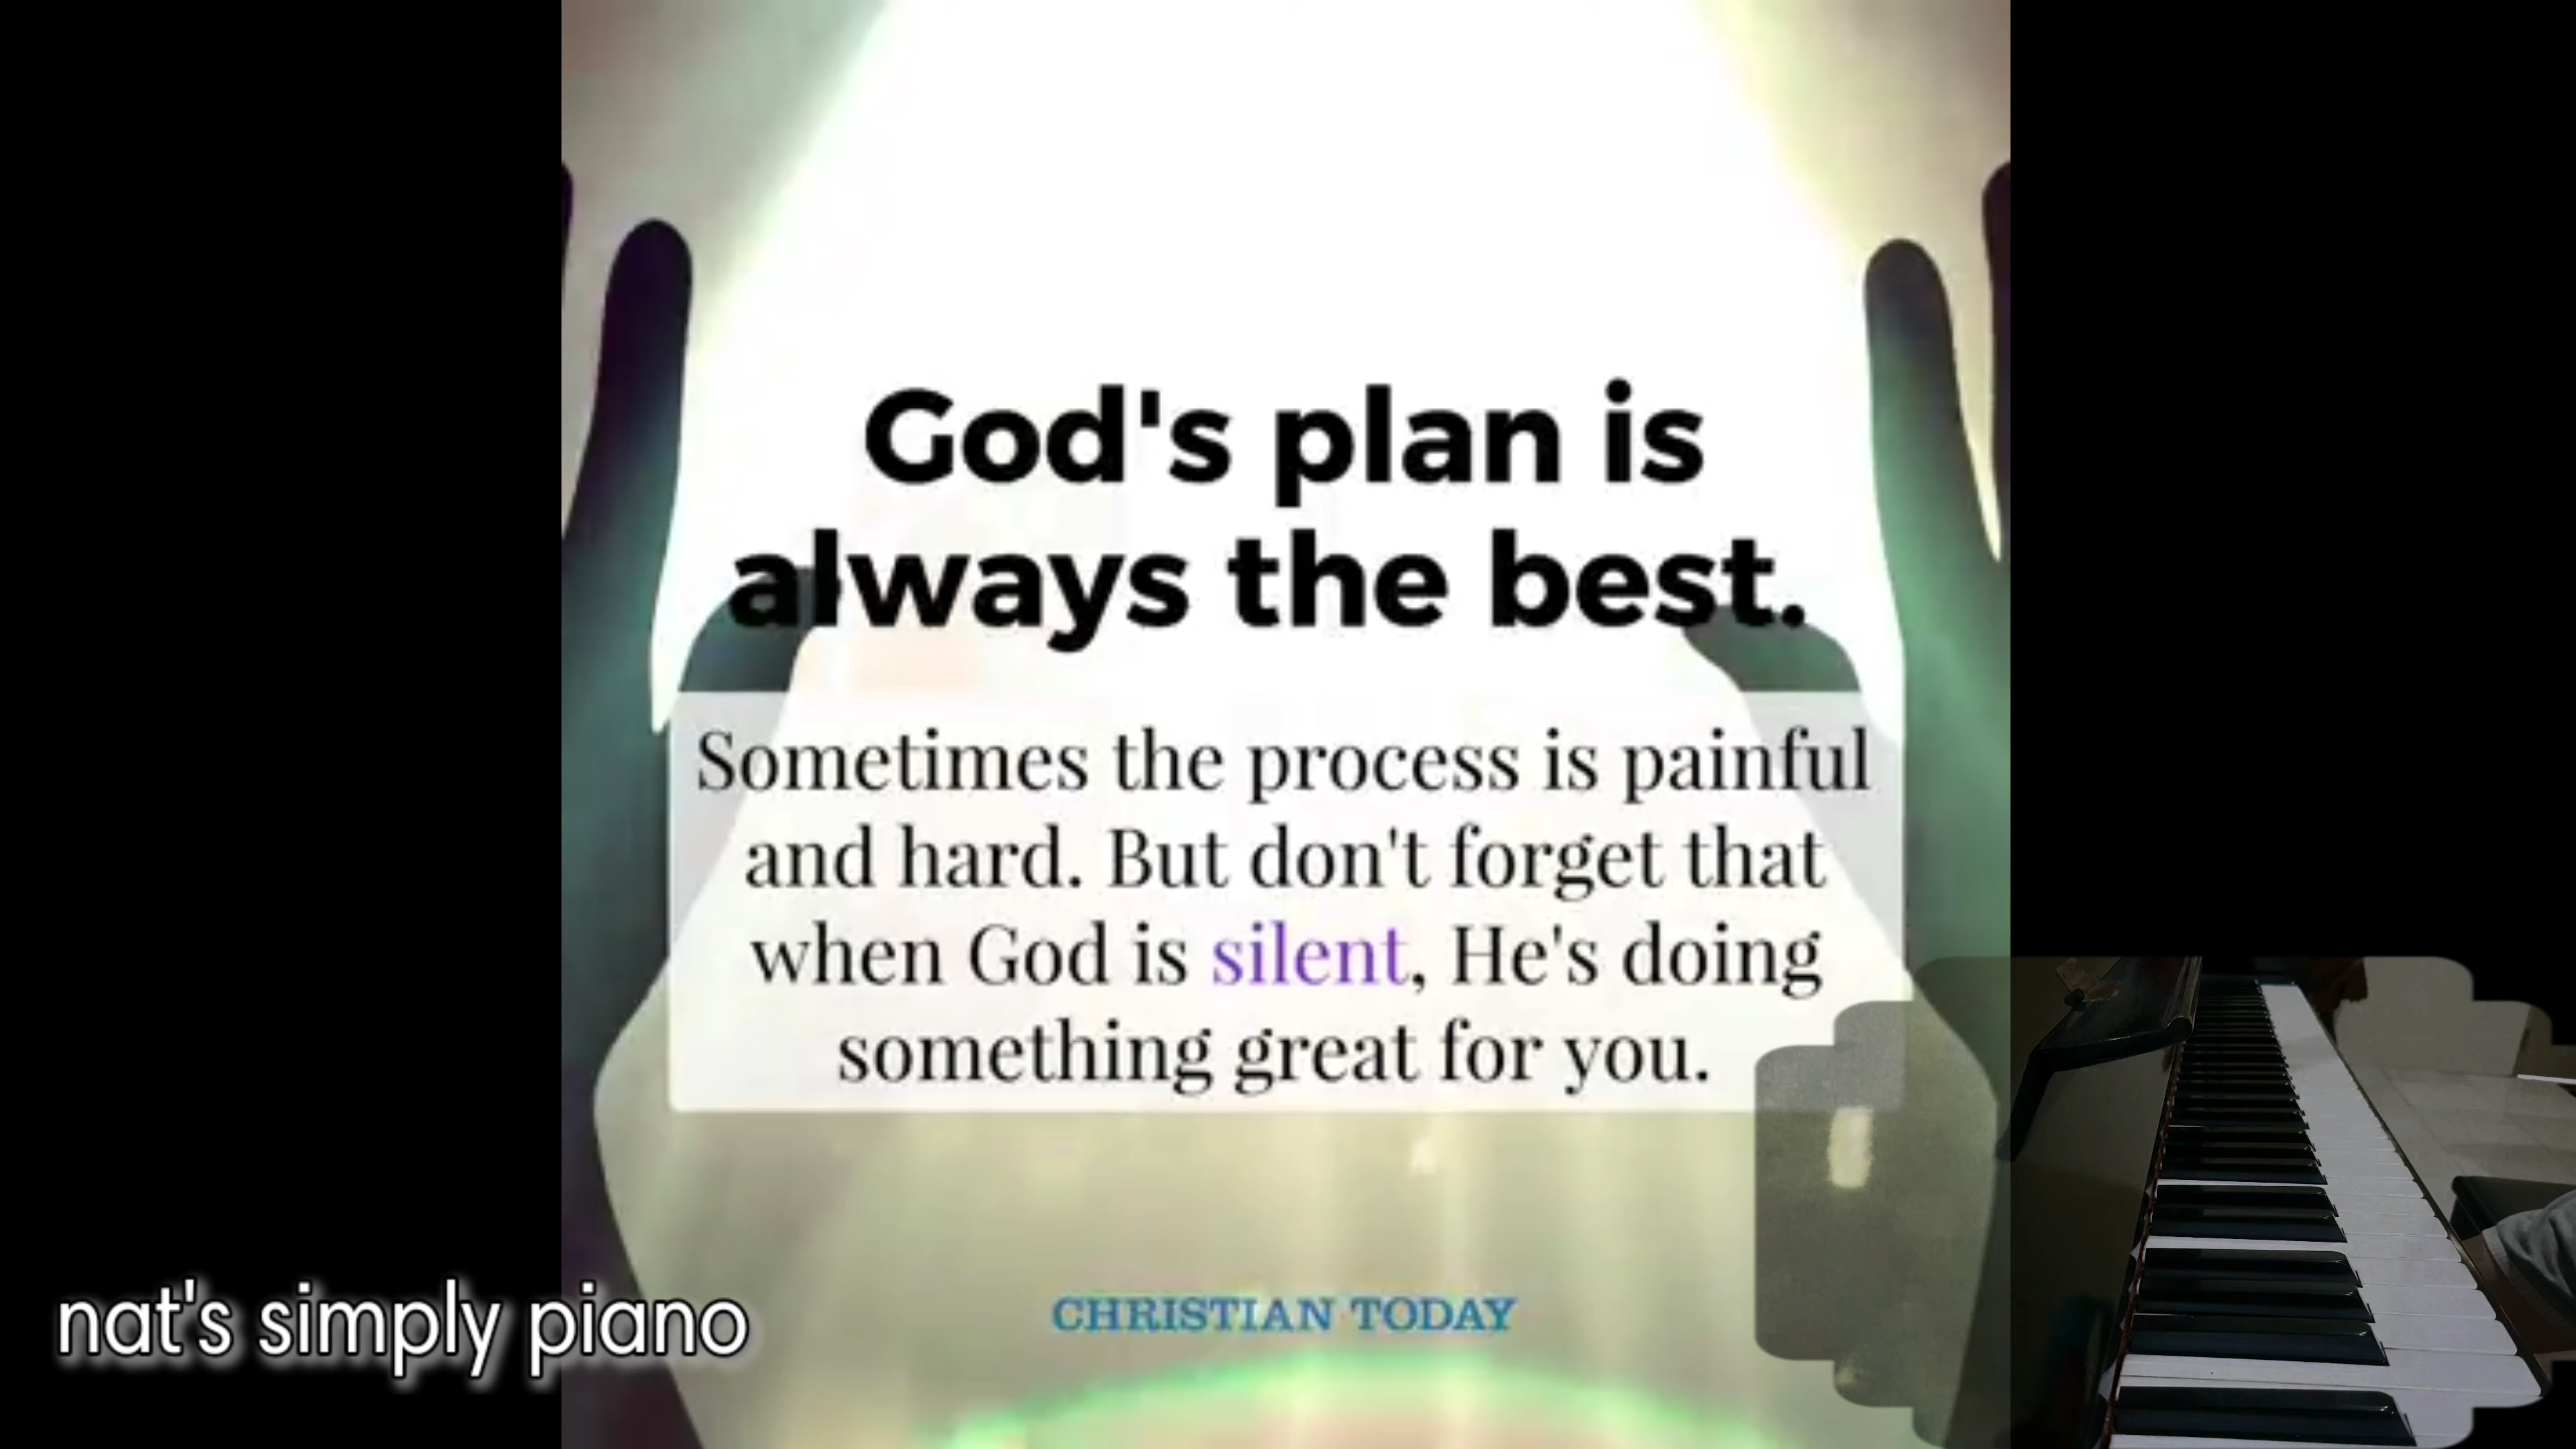 God's plan is
always the best.
Sometimes the process is painful
and hard. But don't forget that
when God is silent, He's doing
something great for you.
CHRISTIAN TODAY
nat's simply piano